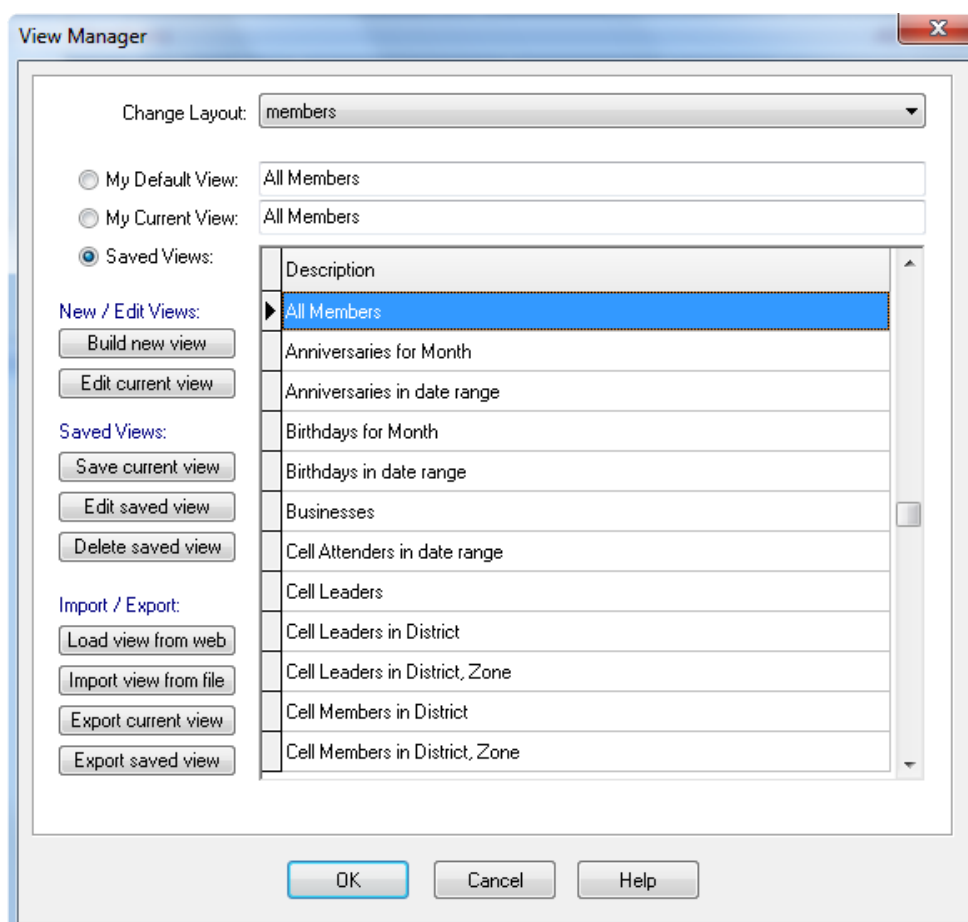 View Manager
Change Layout: members
My Default View: All Members
My Current View: All Members
Saved Views:
Description
All Members
Anniversaries for Month
Anniversaries in date range
Birthdays for Month
Birthdays in date range
Businesses
Cell Attenders in date range
Cell Leaders
Cell Leaders in District
Cell Leaders in District, Zone
Cell Members in District
Cell Members in District, Zone
New / Edit Views:
Build new view
Edit current view
Saved Views:
Save current view
Edit saved view
Delete saved view
Import / Export:
Load view from web
Import view from file
Export current view
Export saved view
OK Cancel Help